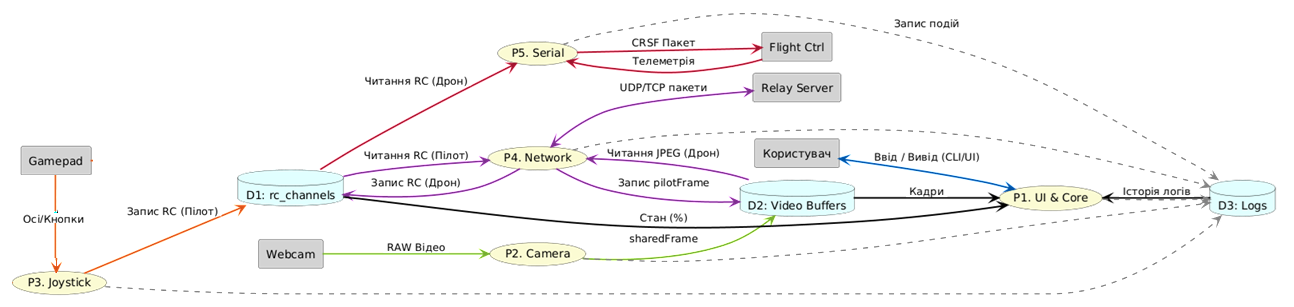 Запис подій
CRSF Пакет
P5. Serial
Flight Ctrl
Телеметрія
Читання RC (Дрон)
UDP/TCP пакети
Relay Server
Gamepad
Читання RC (Пілот)
P4. Network
Читання JPEG (Дрон)
Користувач
Ввід / Вивід (CLI/UI)
D1: rc_channels
Запис RC (Дрон)
Запис pilotFrame
D2: Video Buffers
Кадри
P1. UI & Core
Історія логів
D3: Logs
Осі/Кнопки
Запис RC (Пілот)
Стан (%)
sharedFrame
Webcam
RAW Відео
P2. Camera
P3. Joystick